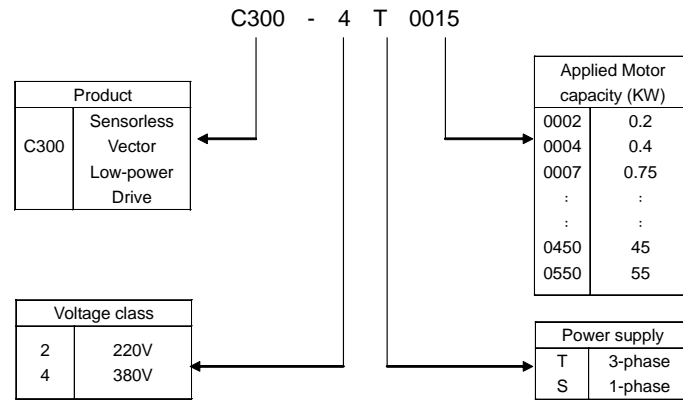 C300 - 4 T 0015
Product
C300 Sensorless
Vector
Low-power
Drive
Applied Motor
capacity (KW)
0002 0.2
0004 0.4
0007 0.75
: :
: :
0450 45
0550 55
Voltage class
2 220V
4 380V
Power supply
T 3-phase
S 1-phase